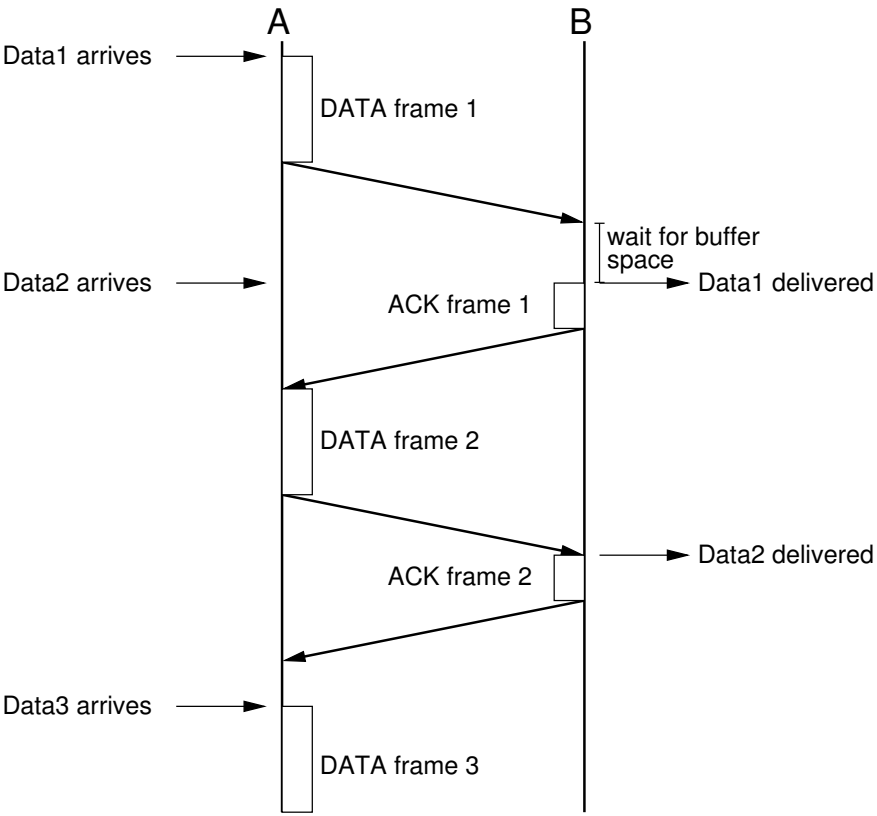 A
B
Data1 arrives
DATA frame 1
wait for buffer
space
Data2 arrives
Data1 delivered
ACK frame 1
DATA frame 2
Data2 delivered
ACK frame 2
Data3 arrives
DATA frame 3